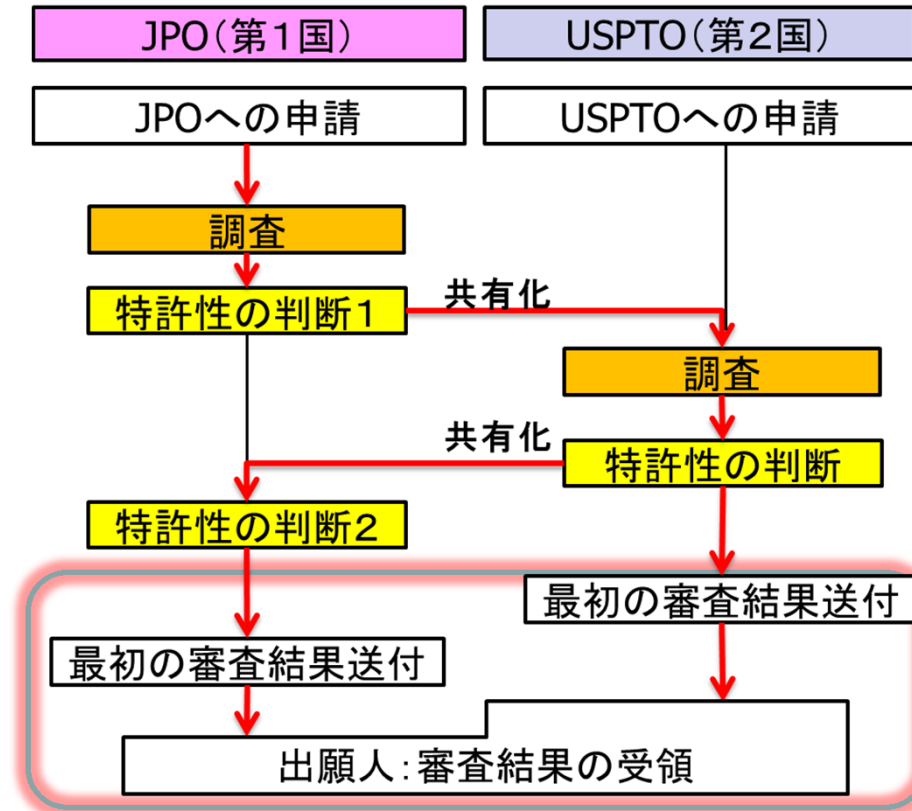 JPO(第1国)
USPTO(第2国)
JPOへの申請
USPTOへの申請
調査
特許性の判断1
共有化
調査
共有化
特許性の判断
特許性の判断2
最初の審査結果送付
最初の審査結果送付
出願人:審査結果の受領